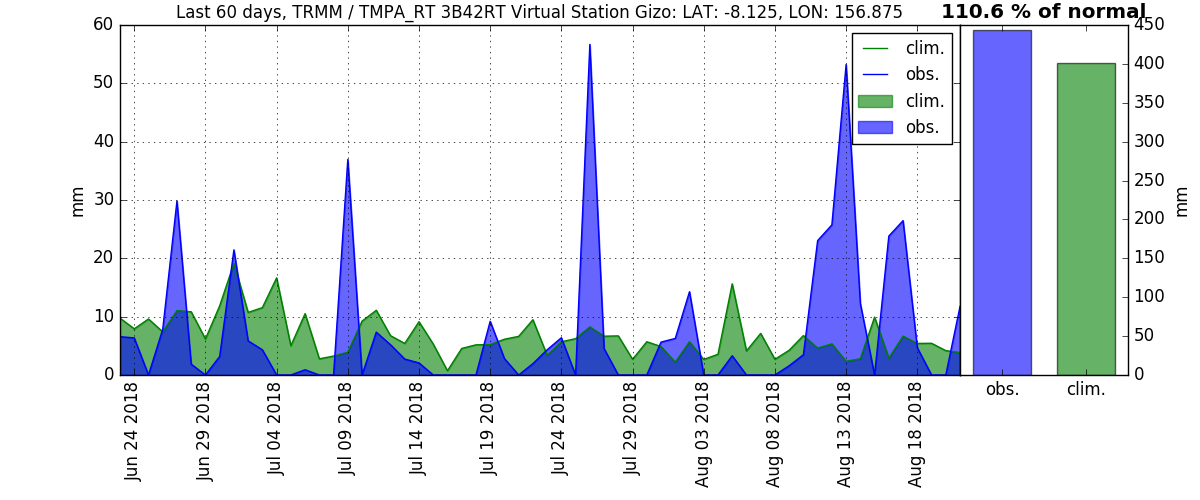 Last 60 days, TRMM / TMPA_RT 3B42RT Virtual Station Gizo: LAT: -8.125, LON: 156.875
110.6 % of normal
60
50
40
30
20
10
0
mm
clim.
obs.
clim.
obs.
450
400
350
300
250
200
150
100
50
0
mm
Jun 24 2018
Jun 29 2018
Jul 04 2018
Jul 09 2018
Jul 14 2018
Jul 19 2018
Jul 24 2018
Jul 29 2018
Aug 03 2018
Aug 08 2018
Aug 13 2018
Aug 18 2018
obs.
clim.